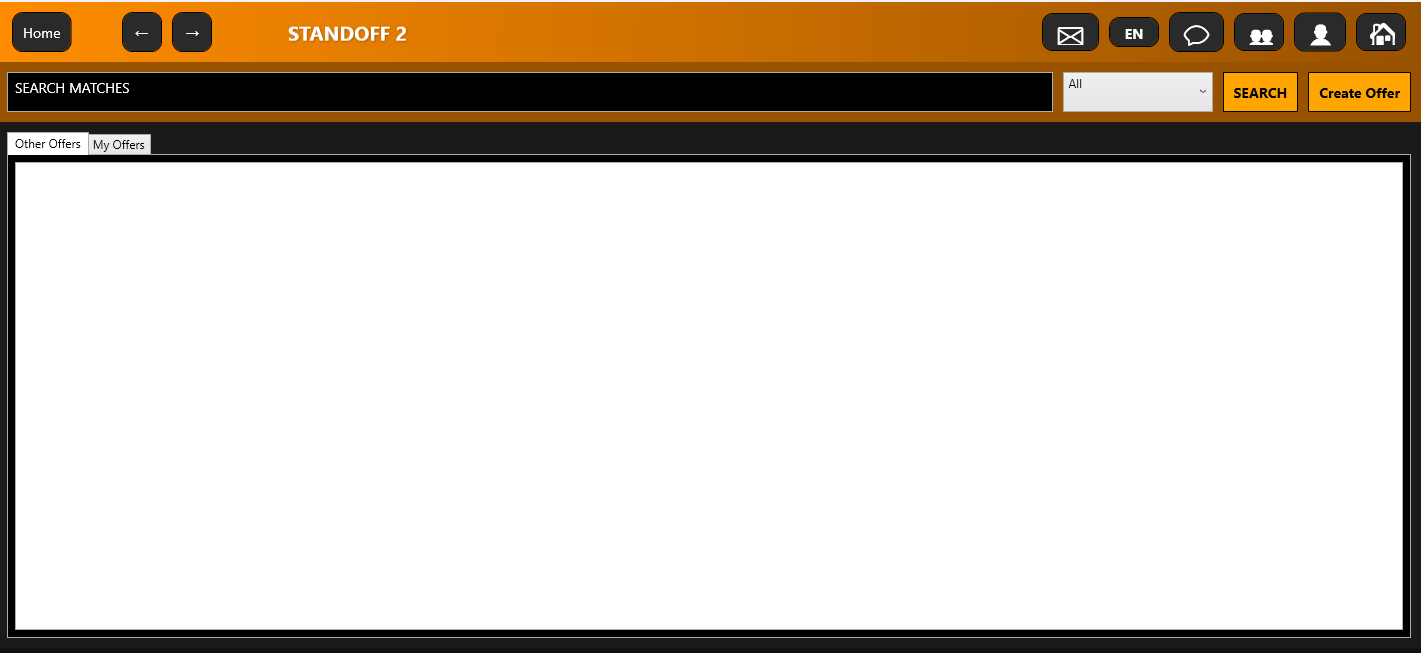 Home
← →
STANDOFF 2
EN
SEARCH MATCHES
All
SEARCH
Create Offer
Other Offers
My Offers